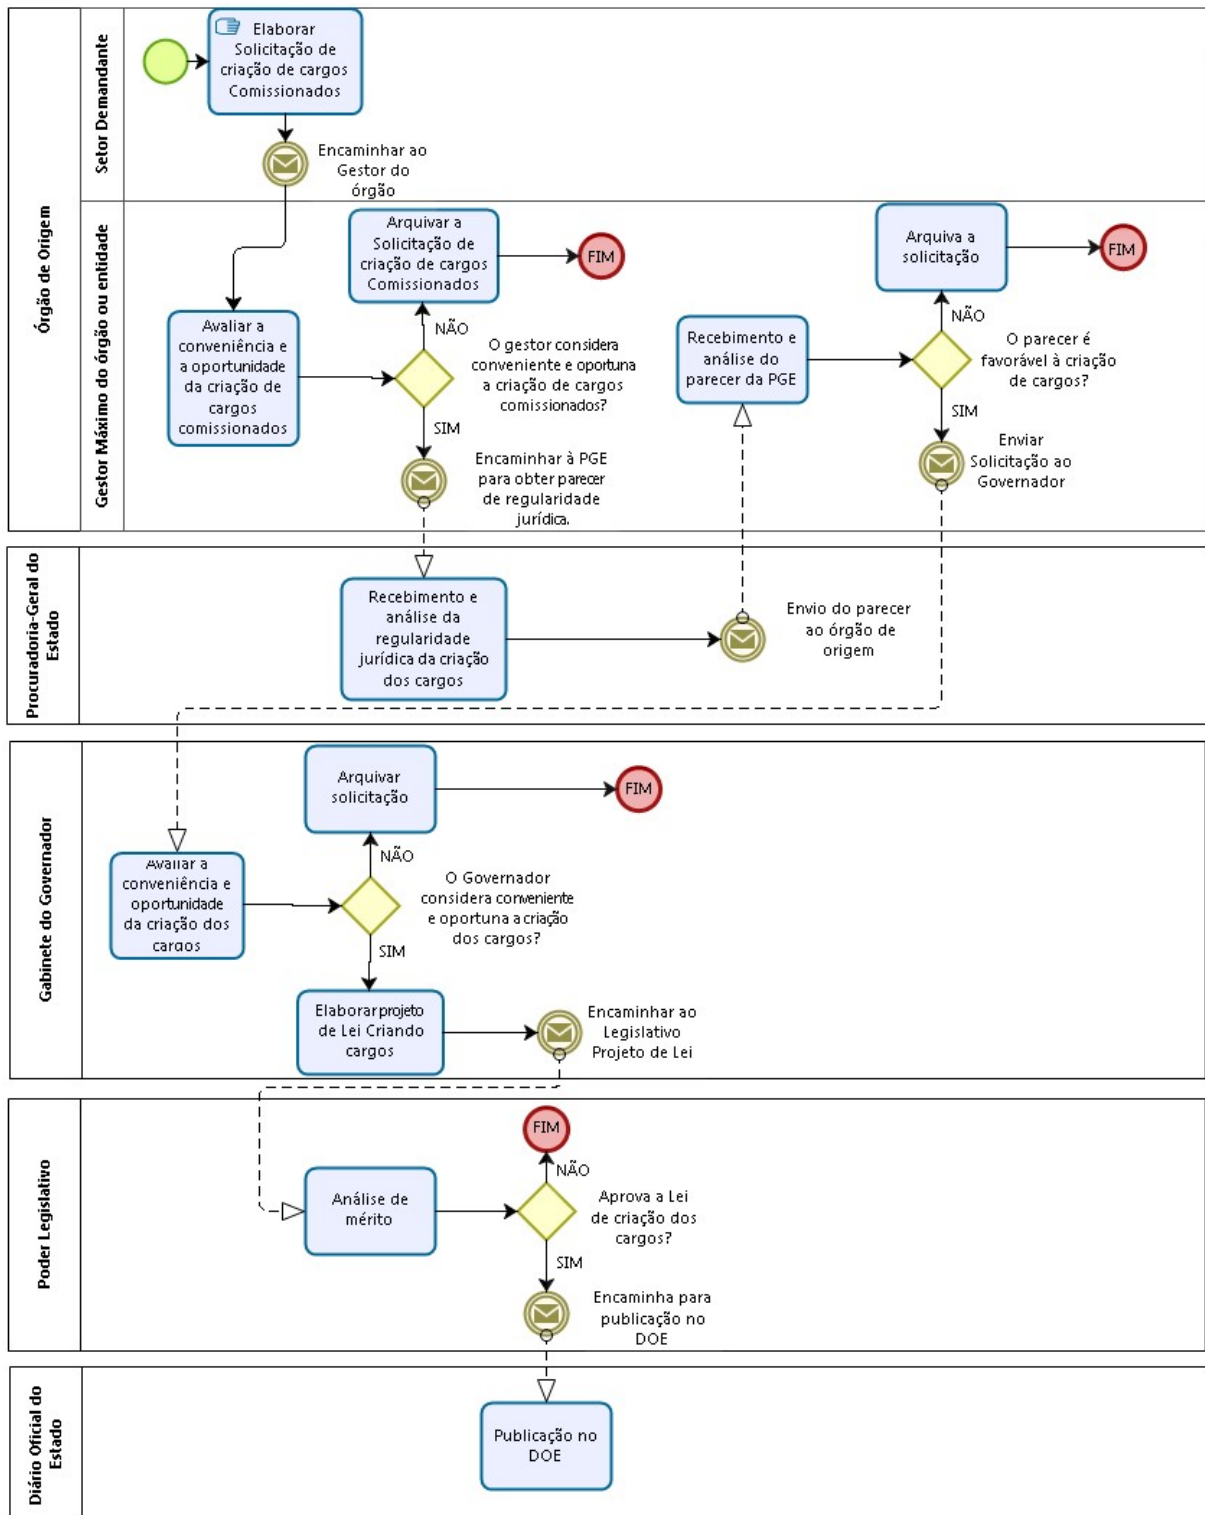 Órgão de Origem
Setor Demandante
Elaborar
Solicitação de
criação de cargos
Comissionados
Encaminhar ao
Gestor do
órgão
Gestor Máximo do órgão ou entidade
Avaliar a
conveniência e
a oportunidade
da criação de
cargos
comissionados
Arquivar a
Solicitação de
criação de cargos
Comissionados
FIM
NÃO
O gestor considera
conveniente e oportuna
a criação de cargos
comissionados?
SIM
Encaminhar à PGE
para obter parecer
de regularidade
jurídica.
Recebimento e
análise do
parecer da PGE
Arquiva a
solicitação
FIM
NÃO
O parecer é
favorável à criação
de cargos?
SIM
Enviar
Solicitação ao
Governador
Procuradoria-Geral do
Estado
Recebimento e
análise da
regularidade
jurídica da criação
dos cargos
Envio do parecer
ao órgão de
origem
Gabinete do Governador
Avaliar a
conveniência e
oportunidade
da criação dos
cargos
Arquivar
solicitação
FIM
NÃO
O Governador
considera conveniente
e oportuna a criação
dos cargos?
SIM
Elaborar projeto
de Lei Criando
cargos
Encaminhar ao
Legislativo
Projeto de Lei
Poder Legislativo
Análise de
mérito
FIM
NÃO
Aprova a Lei
de criação dos
cargos?
SIM
Encaminha para
publicação no
DOE
Diário Oficial do
Estado
Publicação no
DOE